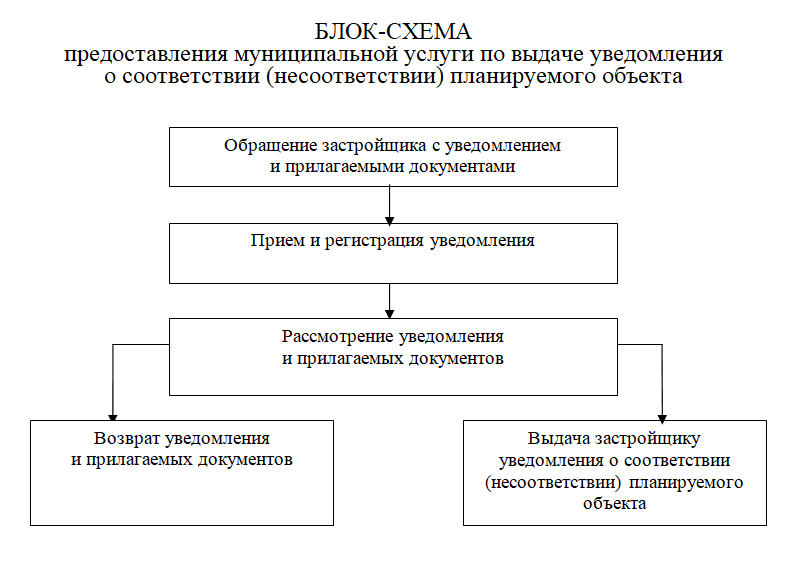 БЛОК-СХЕМА
предоставления муниципальной услуги по выдаче уведомления
о соответствии (несоответствии) планируемого объекта
Обращение застройщика с уведомлением
и прилагаемыми документами
Прием и регистрация уведомления
Рассмотрение уведомления
и прилагаемых документов
Возврат уведомления
и прилагаемых документов
Выдача застройщику
уведомления о соответствии
(несоответствии) планируемого
объекта